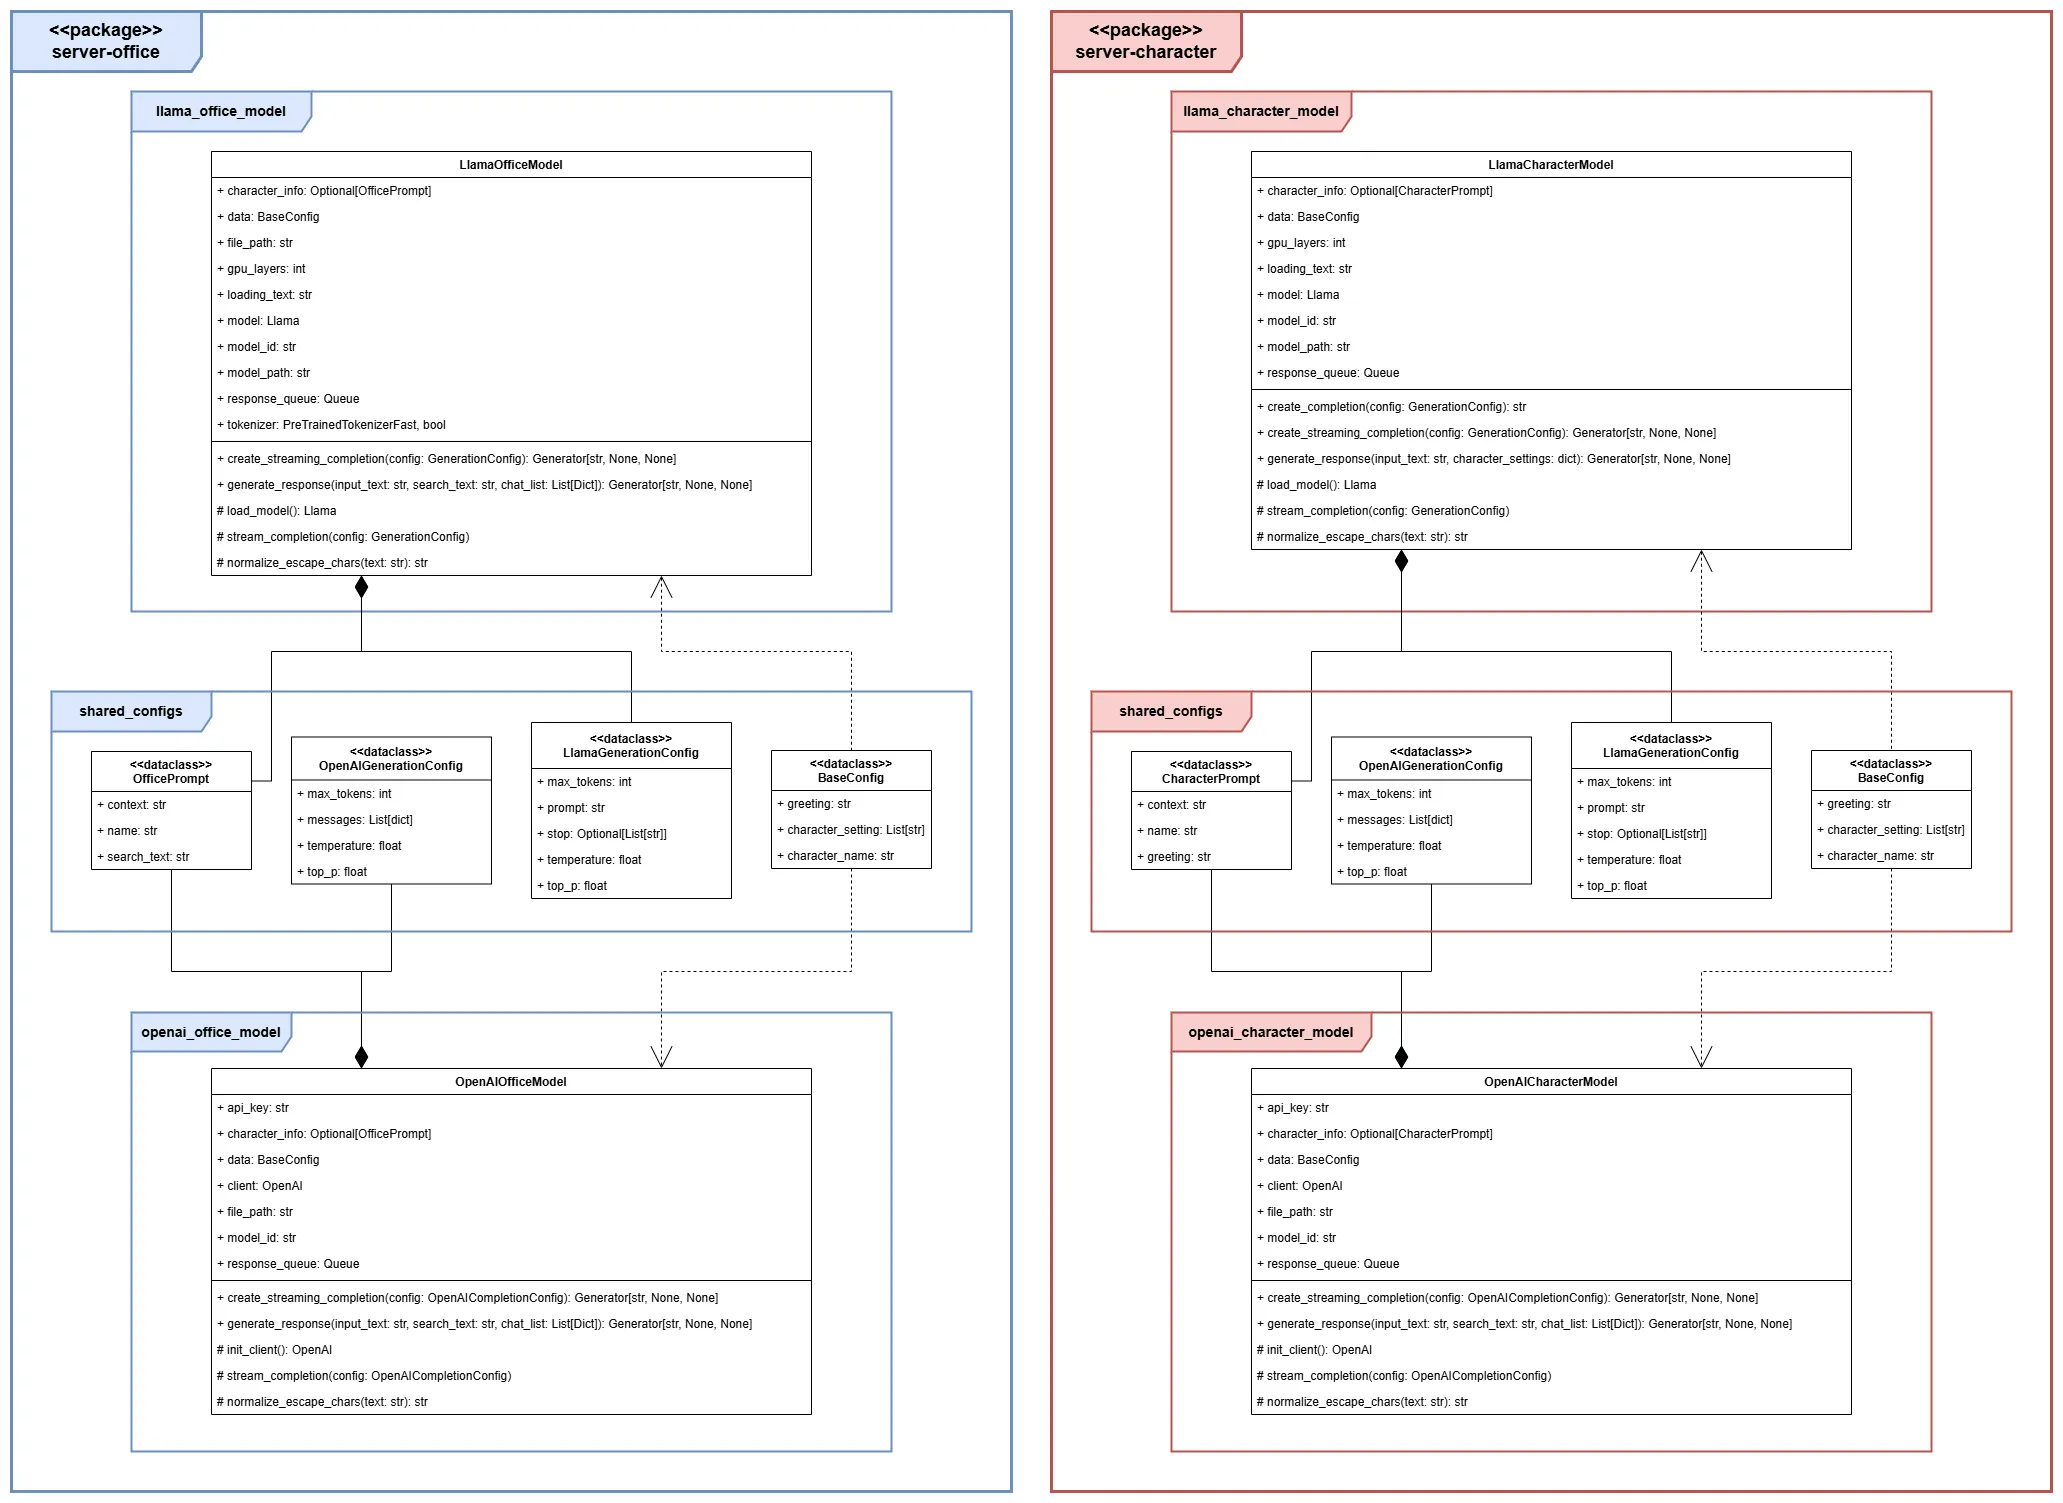 <<package>>
server-office
llama_office_model
LlamaOfficeModel
+ character_info: Optional[OfficePrompt]
+ data: BaseConfig
+ file_path: str
+ gpu_layers: int
+ loading_text: str
+ model: Llama
+ model_id: str
+ model_path: str
+ response_queue: Queue
+ tokenizer: PreTrainedTokenizerFast, bool
+ create_streaming_completion(config: GenerationConfig): Generator[str, None, None]
+ generate_response(input_text: str, search_text: str, chat_list: List[Dict]): Generator[str, None, None]
# load_model(): Llama
# stream_completion(config: GenerationConfig)
# normalize_escape_chars(text: str): str
shared_configs
<<dataclass>>
OfficePrompt
+ context: str
+ name: str
+ search_text: str
<<dataclass>>
OpenAIGenerationConfig
+ max_tokens: int
+ messages: List[dict]
+ temperature: float
+ top_p: float
<<dataclass>>
LlamaGenerationConfig
+ max_tokens: int
+ prompt: str
+ stop: Optional[List[str]]
+ temperature: float
+ top_p: float
<<dataclass>>
BaseConfig
+ greeting: str
+ character_setting: List[str]
+ character_name: str
openai_office_model
OpenAIOfficeModel
+ api_key: str
+ character_info: Optional[OfficePrompt]
+ data: BaseConfig
+ client: OpenAI
+ file_path: str
+ model_id: str
+ response_queue: Queue
+ create_streaming_completion(config: OpenAICompletionConfig): Generator[str, None, None]
+ generate_response(input_text: str, search_text: str, chat_list: List[Dict]): Generator[str, None, None]
# init_client(): OpenAI
# stream_completion(config: OpenAICompletionConfig)
# normalize_escape_chars(text: str): str
<<package>>
server-character
llama_character_model
LlamaCharacterModel
+ character_info: Optional[CharacterPrompt]
+ data: BaseConfig
+ gpu_layers: int
+ loading_text: str
+ model: Llama
+ model_id: str
+ model_path: str
+ response_queue: Queue
+ create_completion(config: GenerationConfig): str
+ create_streaming_completion(config: GenerationConfig): Generator[str, None, None]
+ generate_response(input_text: str, character_settings: dict): Generator[str, None, None]
# load_model(): Llama
# stream_completion(config: GenerationConfig)
# normalize_escape_chars(text: str): str
shared_configs
<<dataclass>>
CharacterPrompt
+ context: str
+ name: str
+ greeting: str
<<dataclass>>
OpenAIGenerationConfig
+ max_tokens: int
+ messages: List[dict]
+ temperature: float
+ top_p: float
<<dataclass>>
LlamaGenerationConfig
+ max_tokens: int
+ prompt: str
+ stop: Optional[List[str]]
+ temperature: float
+ top_p: float
<<dataclass>>
BaseConfig
+ greeting: str
+ character_setting: List[str]
+ character_name: str
openai_character_model
OpenAICharacterModel
+ api_key: str
+ character_info: Optional[CharacterPrompt]
+ data: BaseConfig
+ client: OpenAI
+ file_path: str
+ model_id: str
+ response_queue: Queue
+ create_streaming_completion(config: OpenAICompletionConfig): Generator[str, None, None]
+ generate_response(input_text: str, search_text: str, chat_list: List[Dict]): Generator[str, None, None]
# init_client(): OpenAI
# stream_completion(config: OpenAICompletionConfig)
# normalize_escape_chars(text: str): str